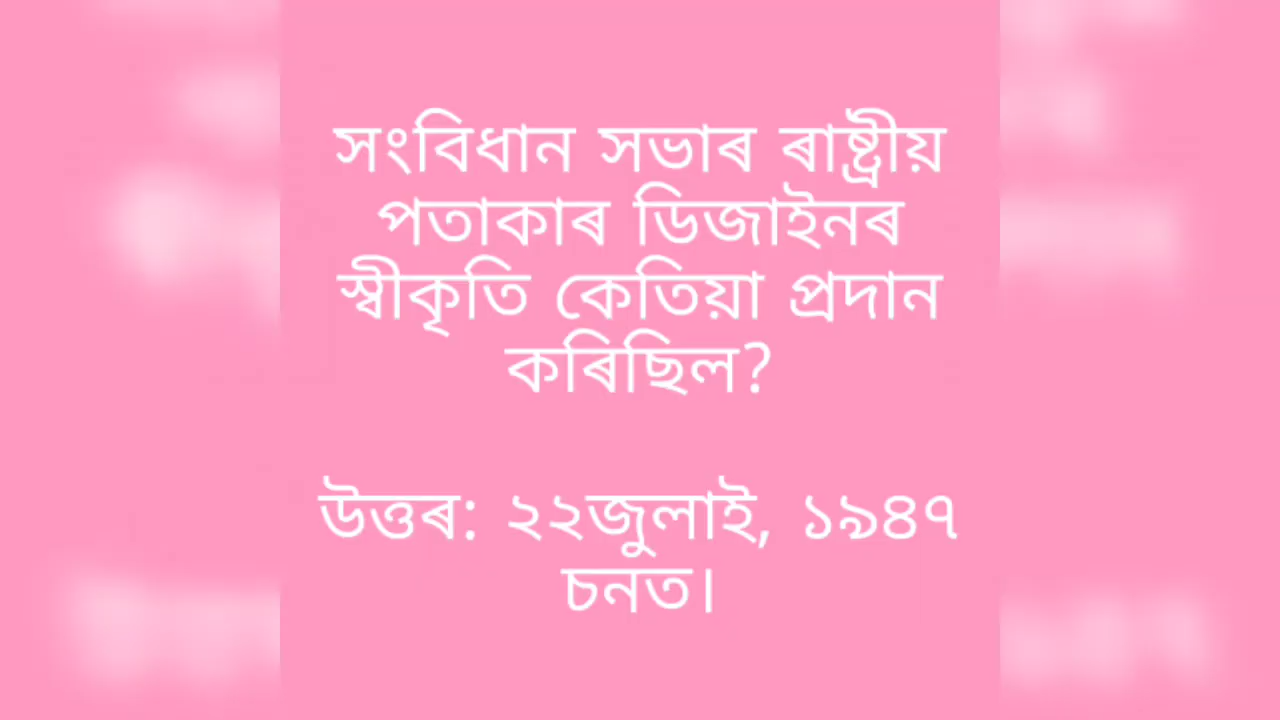 সংবিধান সভাৰ ৰাষ্ট্ৰীয়
পতাকাৰ ডিজাইনৰ
স্বীকৃতি কেতিয়া প্ৰদান
কৰিছিল?
উত্তৰ: ২২জুলাই, ১৯৪৭
চনত।